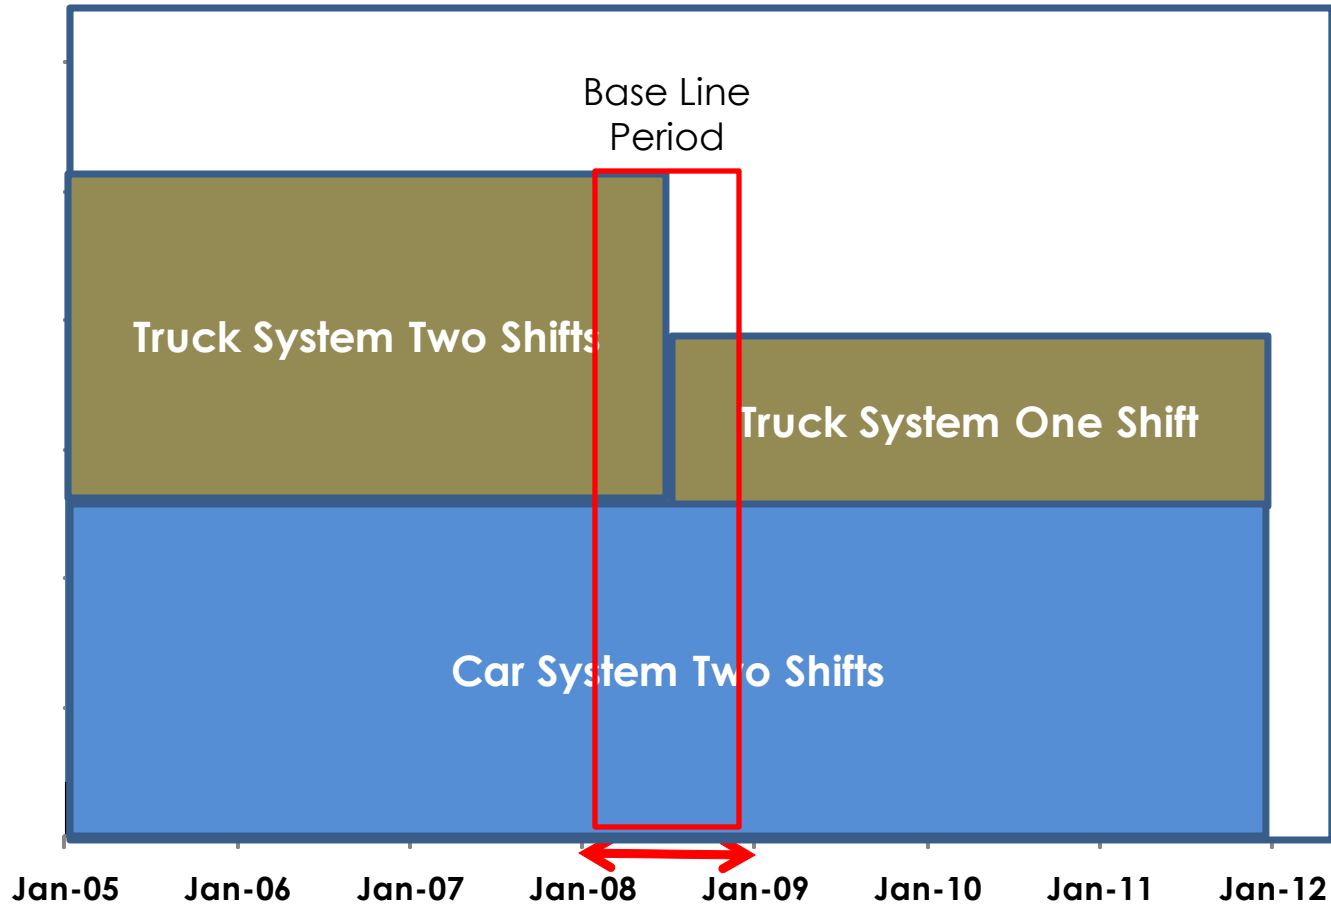 Base Line
Period
Truck System Two Shifts
Truck System One Shift
Car System Two Shifts
Jan-05 Jan-06 Jan-07 Jan-08 Jan-09 Jan-10 Jan-11 Jan-12